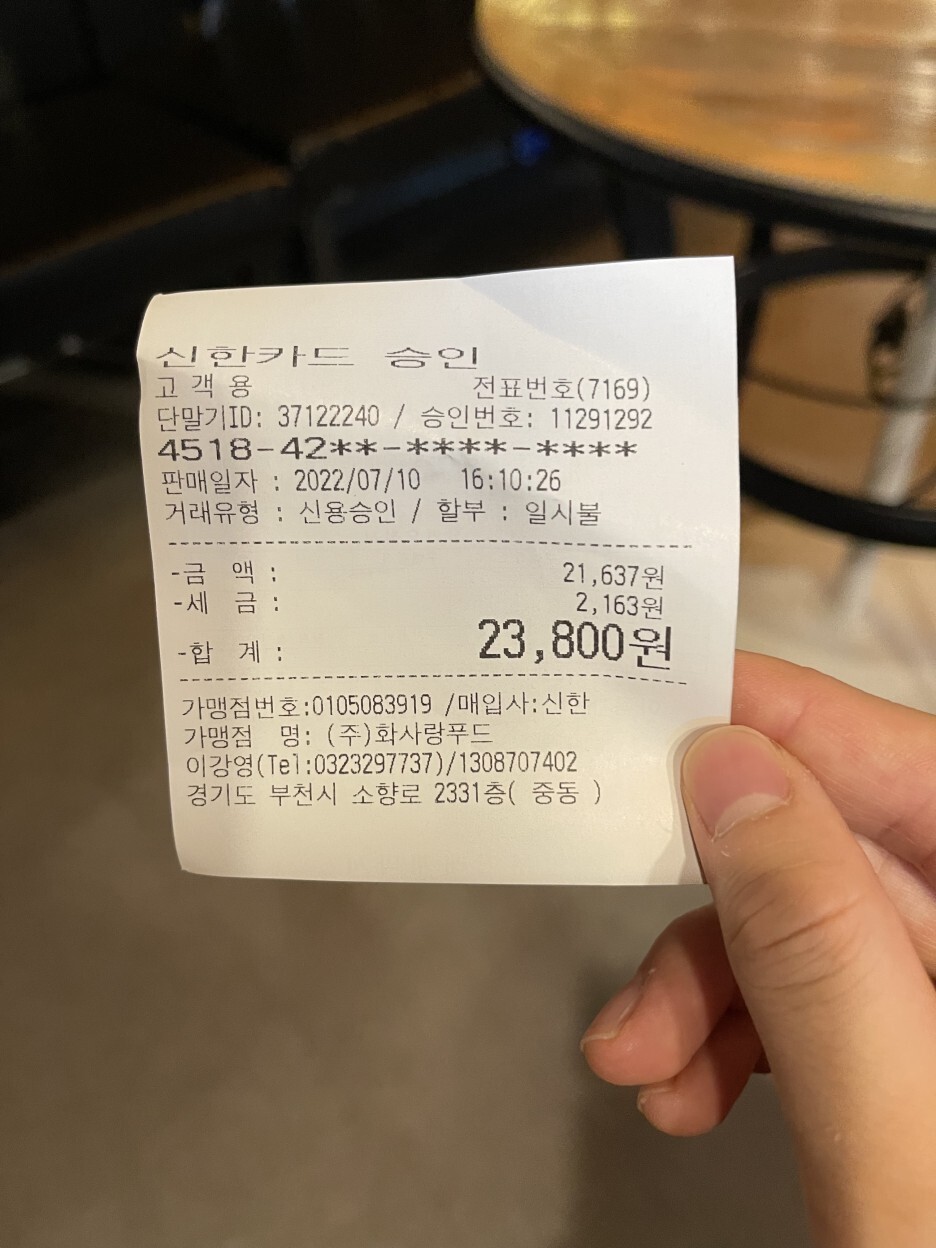 신한카드 승인
고 객 용 전표번호(7169)
단말기ID: 37122240 / 승인번호: 11291292
4518-42**-****-****
판매일자 : 2022/07/10 16:10:26
거래유형 : 신용승인 / 할부 : 일시불
-금 액 : 21,637원
-세 금 : 2,163원
-합 계 : 23,800원
가맹점번호:0105083919 /매입사:신한
가맹점 명: (주)화사랑푸드
이강영(Tel:0323297737)/1308707402
경기도 부천시 소향로 2331층( 중동 )